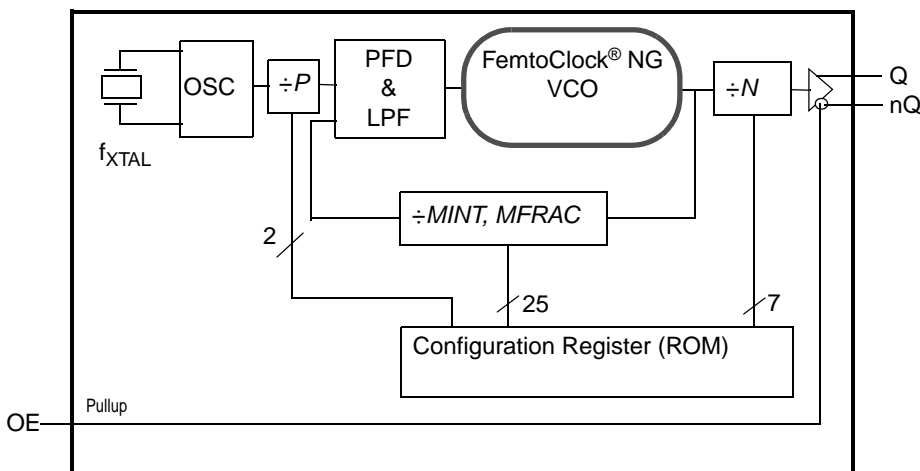 PFD
&
LPF
FemtoClock® NG
VCO
OSC
÷P
÷N
Q
nQ
fXTAL
÷MINT, MFRAC
2
25
7
Configuration Register (ROM)
Pullup
OE